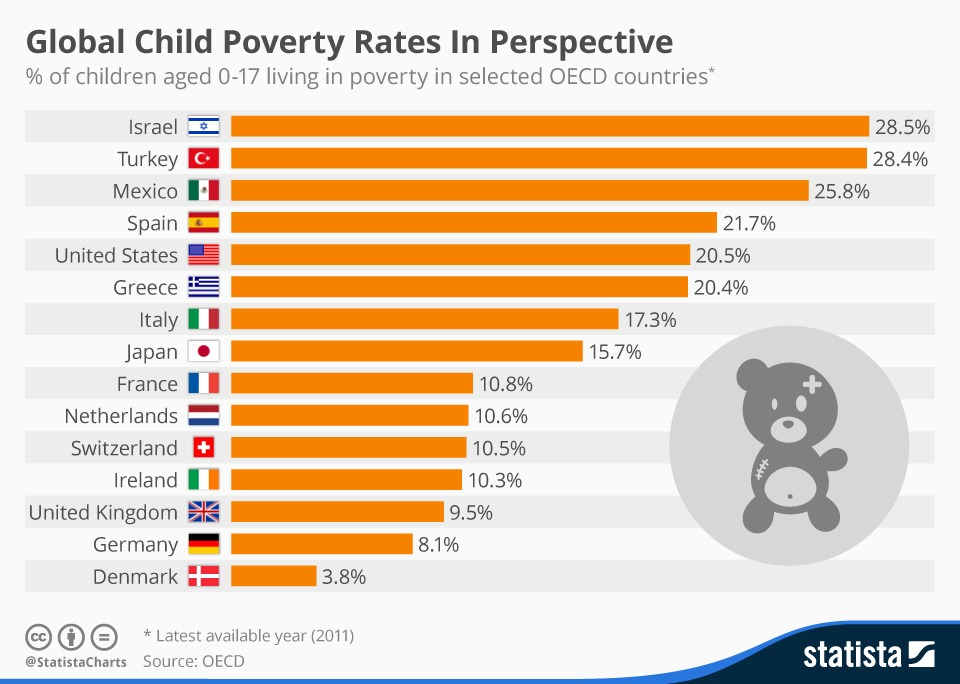 Global Child Poverty Rates In Perspective
% of children aged 0-17 living in poverty in selected OECD countries*
Israel 28.5%
Turkey 28.4%
Mexico 25.8%
Spain 21.7%
United States 20.5%
Greece 20.4%
Italy 17.3%
Japan 15.7%
France 10.8%
Netherlands 10.6%
Switzerland 10.5%
Ireland 10.3%
United Kingdom 9.5%
Germany 8.1%
Denmark 3.8%
cc
* Latest available year (2011)
@StatistaCharts Source: OECD
statista